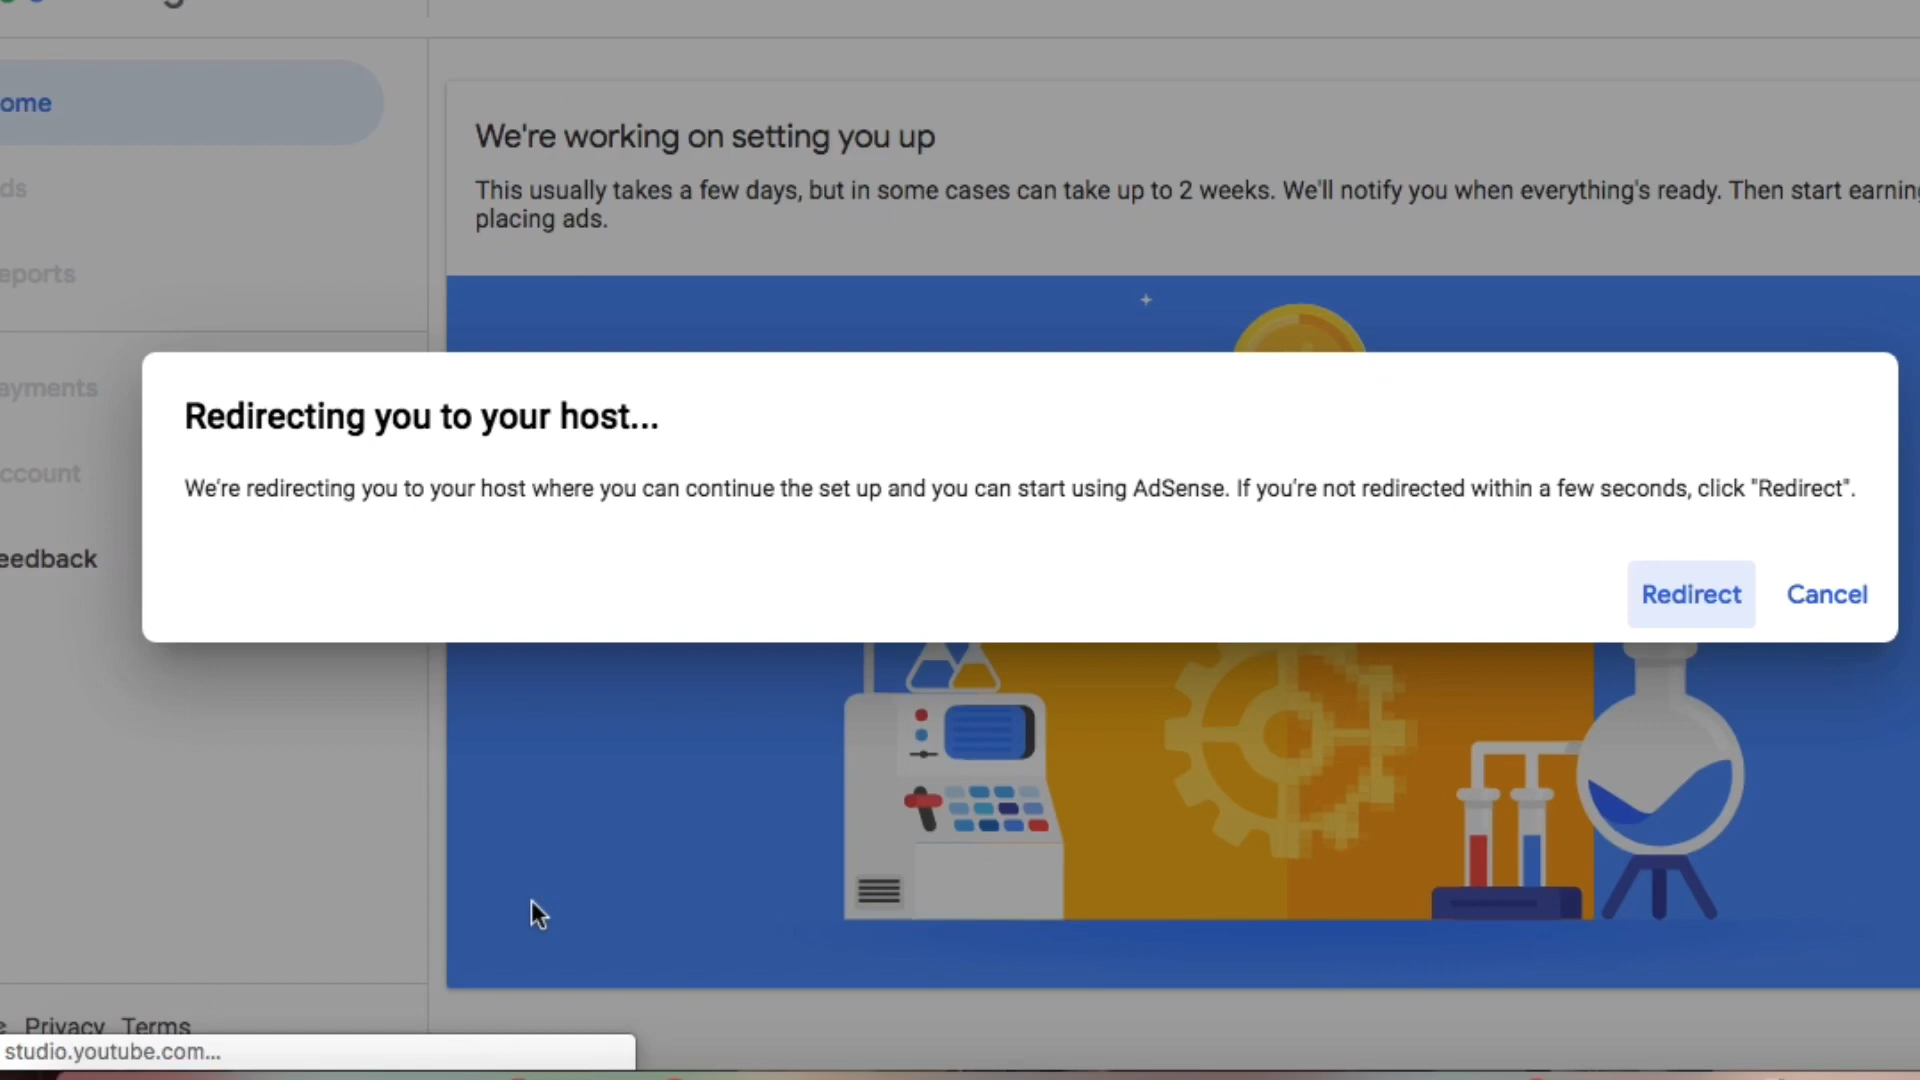 ome
We're working on setting you up
ds
This usually takes a few days, but in some cases can take up to 2 weeks. We'll notify you when everything's ready. Then start earning
placing ads.
eports
ayments
Redirecting you to your host...
ccount
We're redirecting you to your host where you can continue the set up and you can start using AdSense. If you're not redirected within a few seconds, click "Redirect".
eedback
Redirect Cancel
Privacy Terms
studio.youtube.com...